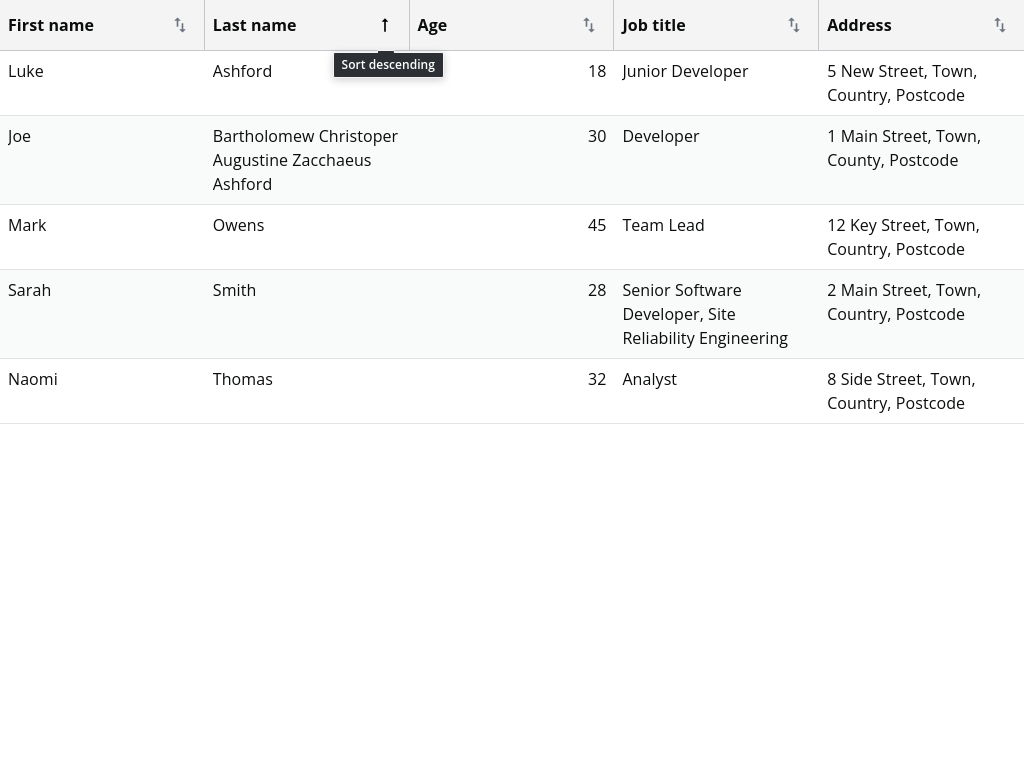 First name Last name Age Job title Address
Sort descending
Luke Ashford 18 Junior Developer 5 New Street, Town,
Country, Postcode
Joe Bartholomew Christoper 30 Developer 1 Main Street, Town,
Augustine Zacchaeus County, Postcode
Ashford
Mark Owens 45 Team Lead 12 Key Street, Town,
Country, Postcode
Sarah Smith 28 Senior Software 2 Main Street, Town,
Developer, Site Country, Postcode
Reliability Engineering
Naomi Thomas 32 Analyst 8 Side Street, Town,
Country, Postcode